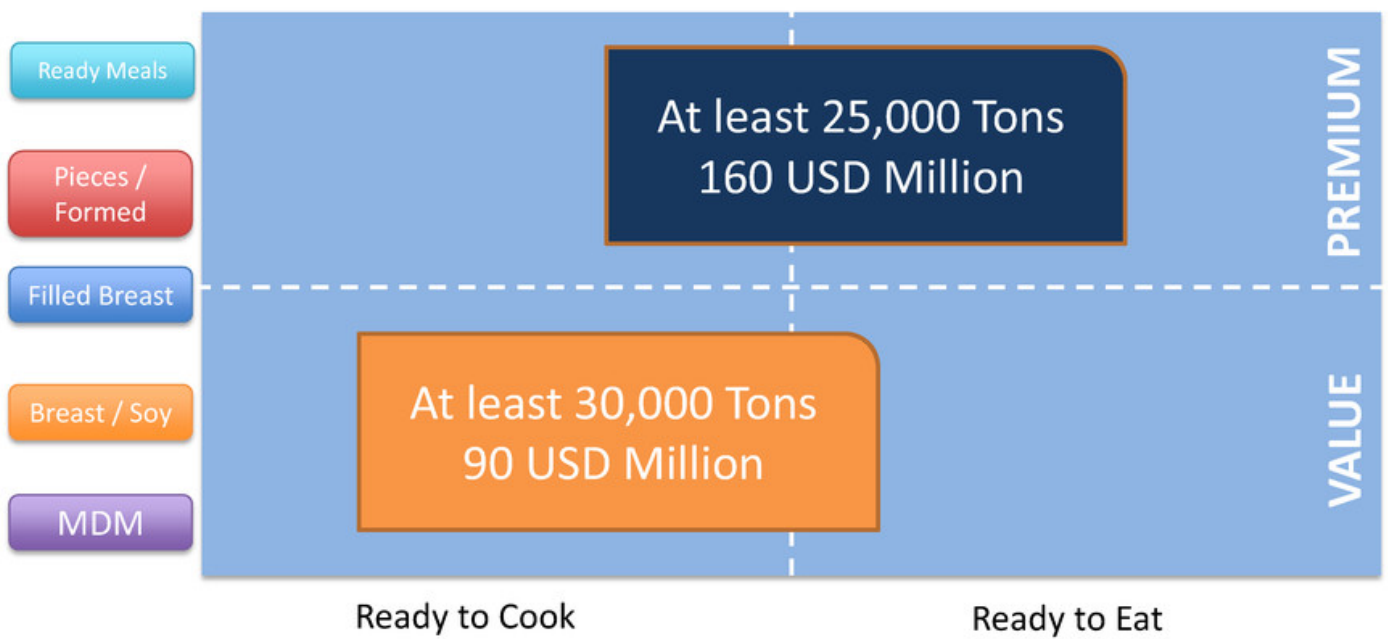 Ready Meals
Pieces /
Formed
Filled Breast
Breast / Soy
MDM
At least 25,000 Tons
160 USD Million
PREMIUM
At least 30,000 Tons
90 USD Million
VALUE
Ready to Cook
Ready to Eat